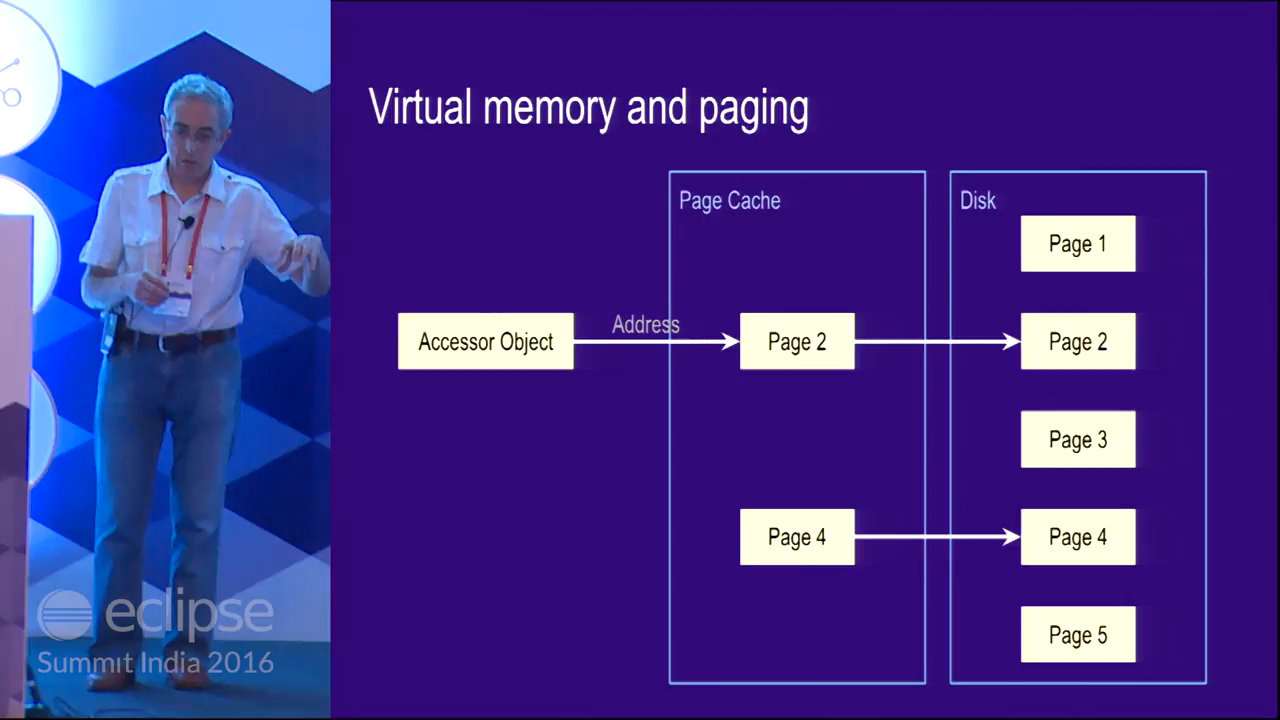 Virtual memory and paging
Page Cache
Disk
Page 1
Accessor Object
Address
Page 2
Page 2
Page 3
Page 4
Page 4
Page 5
eclipse
Summit India 2016